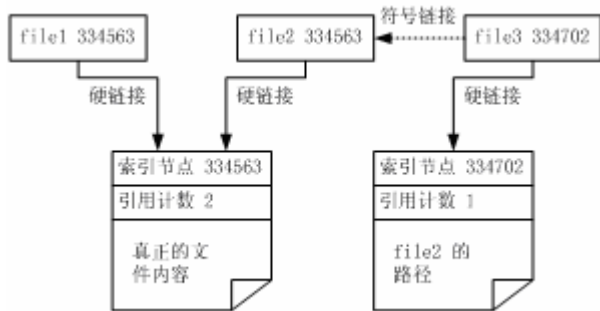 符号链接
file1 334563
file2 334563
file3 334702
硬链接
硬链接
硬链接
索引节点 334563
引用计数 2
真正的文
件内容
索引节点 334702
引用计数 1
file2 的
路径